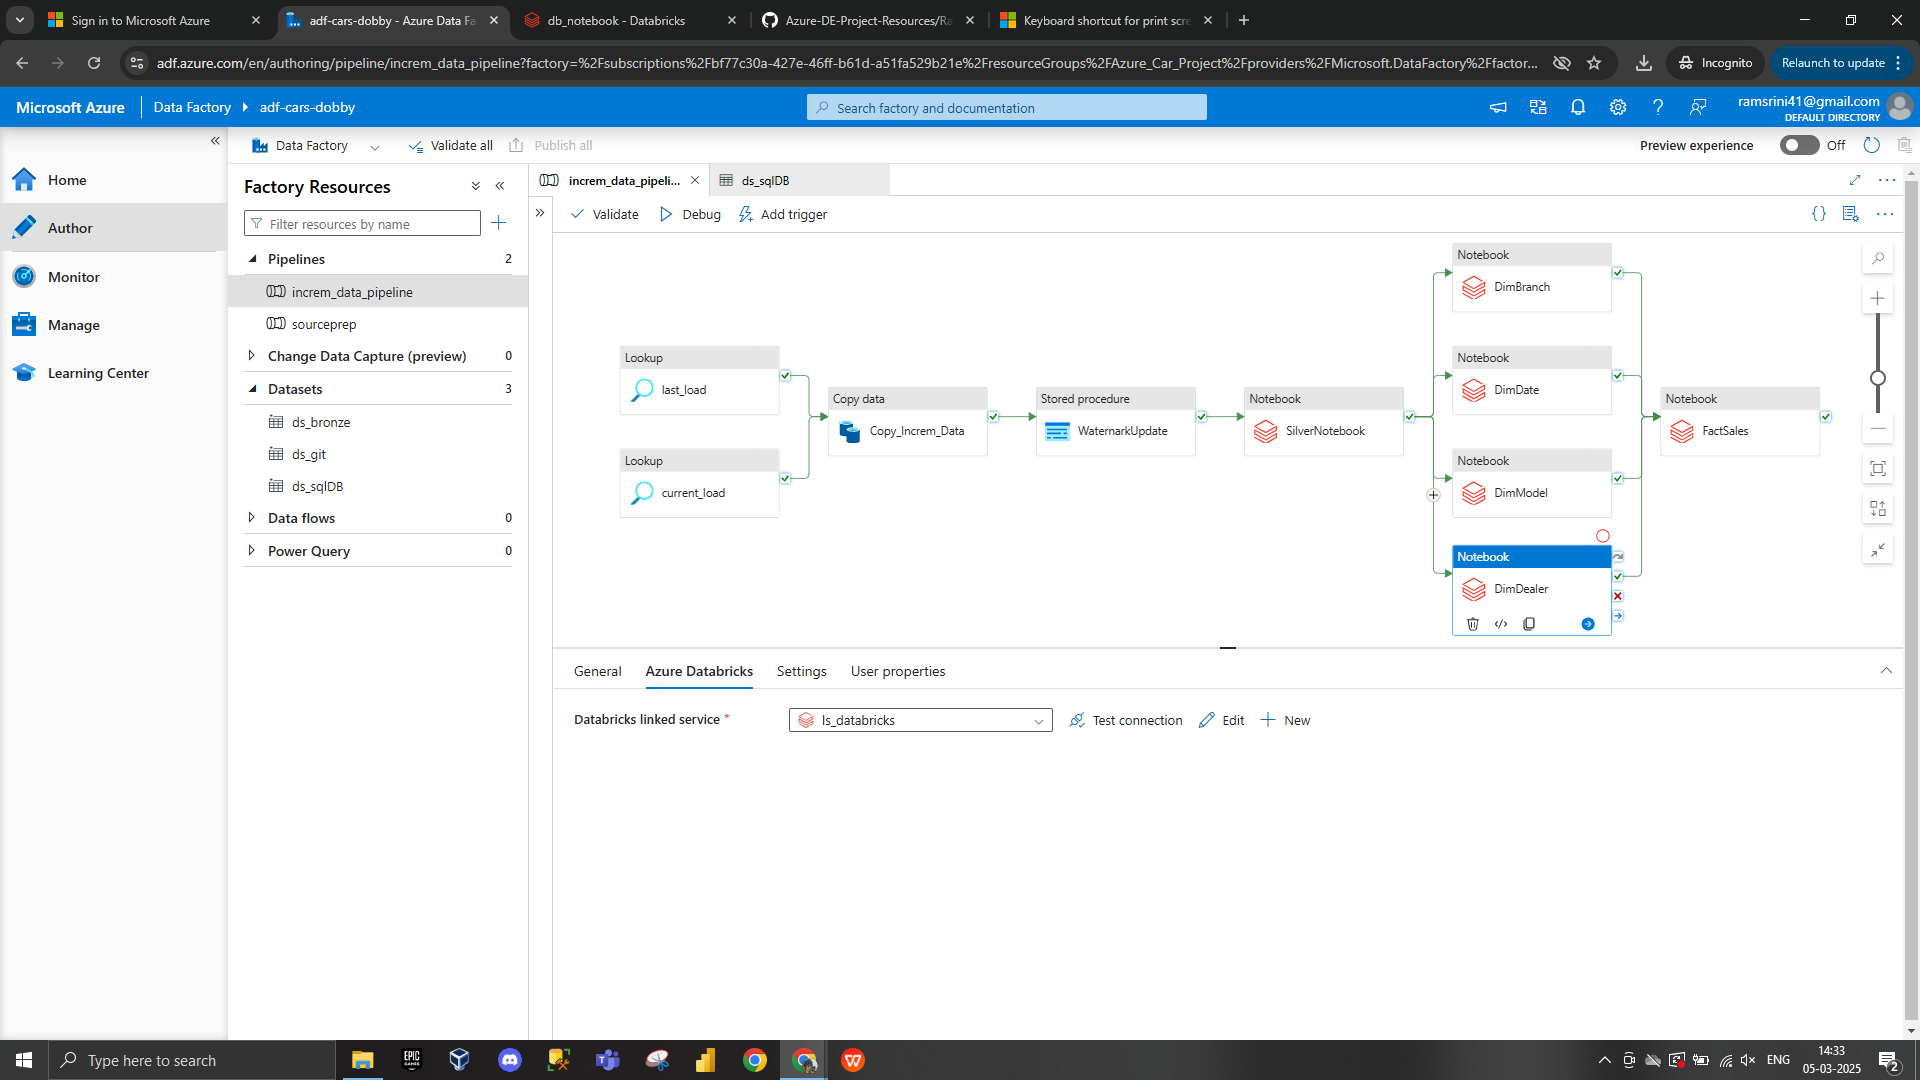 Sign in to Microsoft Azure
adf-cars-dobby - Azure Data Fa
db_notebook - Databricks
Azure-DE-Project-Resources/Ra
Keyboard shortcut for print scre
adf.azure.com/en/authoring/pipeline/increm_data_pipeline?factory=%2Fsubscriptions%2Fbf77c30a-427e-46ff-b61d-a51fa529b21e%2FresourceGroups%2FAzure_Car_Project%2Fproviders%2FMicrosoft.DataFactory%2Ffactor...
Incognito
Relaunch to update
Microsoft Azure
Data Factory
adf-cars-dobby
Search factory and documentation
ramsrini41@gmail.com
DEFAULT DIRECTORY
Data Factory
Validate all
Publish all
Preview experience
Off
Home
Author
Monitor
Manage
Learning Center
Factory Resources
Filter resources by name
Pipelines 2
increm_data_pipeline
sourceprep
Change Data Capture (preview) 0
Datasets 3
ds_bronze
ds_git
ds_sqlDB
Data flows 0
Power Query 0
increm_data_pipeli...
ds_sqlDB
Validate
Debug
Add trigger
Lookup
last_load
Lookup
current_load
Copy data
Copy_Increm_Data
Stored procedure
WaternarkUpdate
Notebook
SilverNotebook
Notebook
DimBranch
Notebook
DimDate
Notebook
DimModel
Notebook
DimDealer
Notebook
FactSales
General
Azure Databricks
Settings
User properties
Databricks linked service *
ls_databricks
Test connection
Edit
New
Type here to search
EPIC GAMES
ENG
14:33
05-03-2025
2